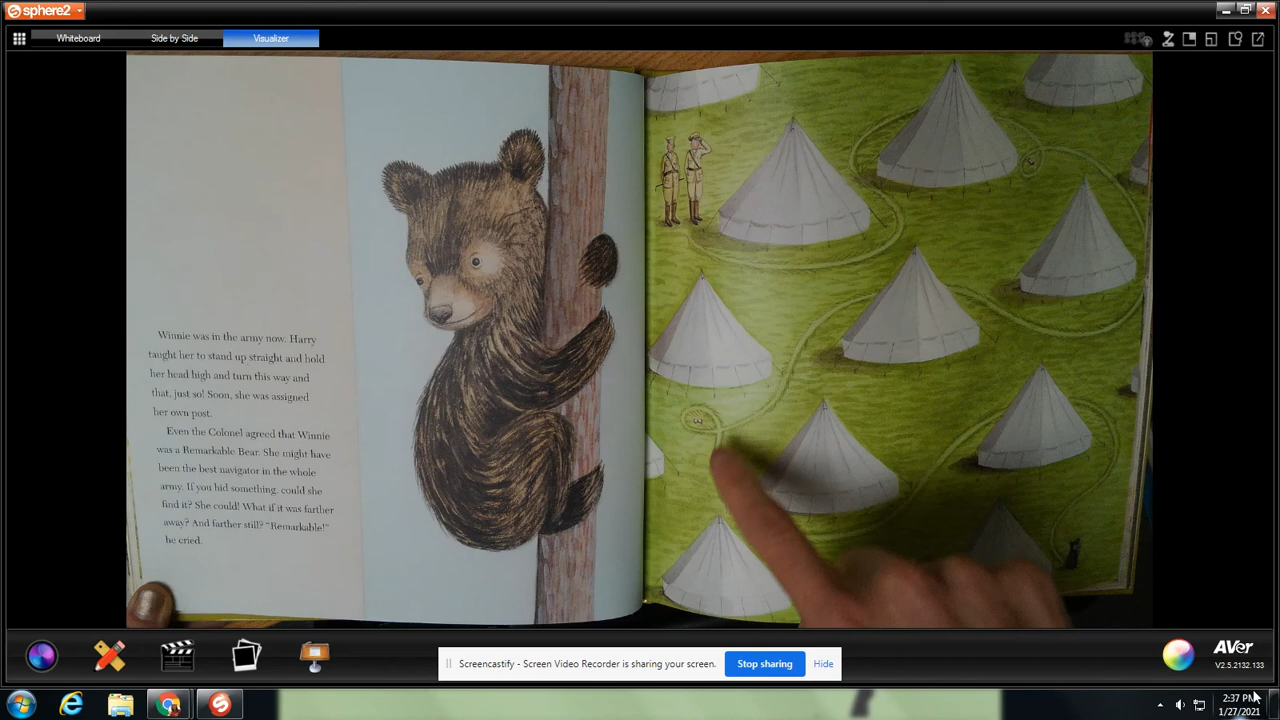 sphere2
Whiteboard
Side by Side
Visualizer
Winnie was in the army now. Harry
taught her to stand up straight and hold
her head high and turn this way and
that, just so! Soon, she was assigned
her own post.
Even the Colonel agreed that Winnie
was a Remarkable Bear. She might have
been the best navigator in the whole
army. If you hid something, could she
find it? She could! What if it was farther
away? And farther still? “Remarkable!”
he cried.
Screencastify - Screen Video Recorder is sharing your screen.
Stop sharing
Hide
AVer
V2.5.2132.133
2:37 PM
1/27/2021